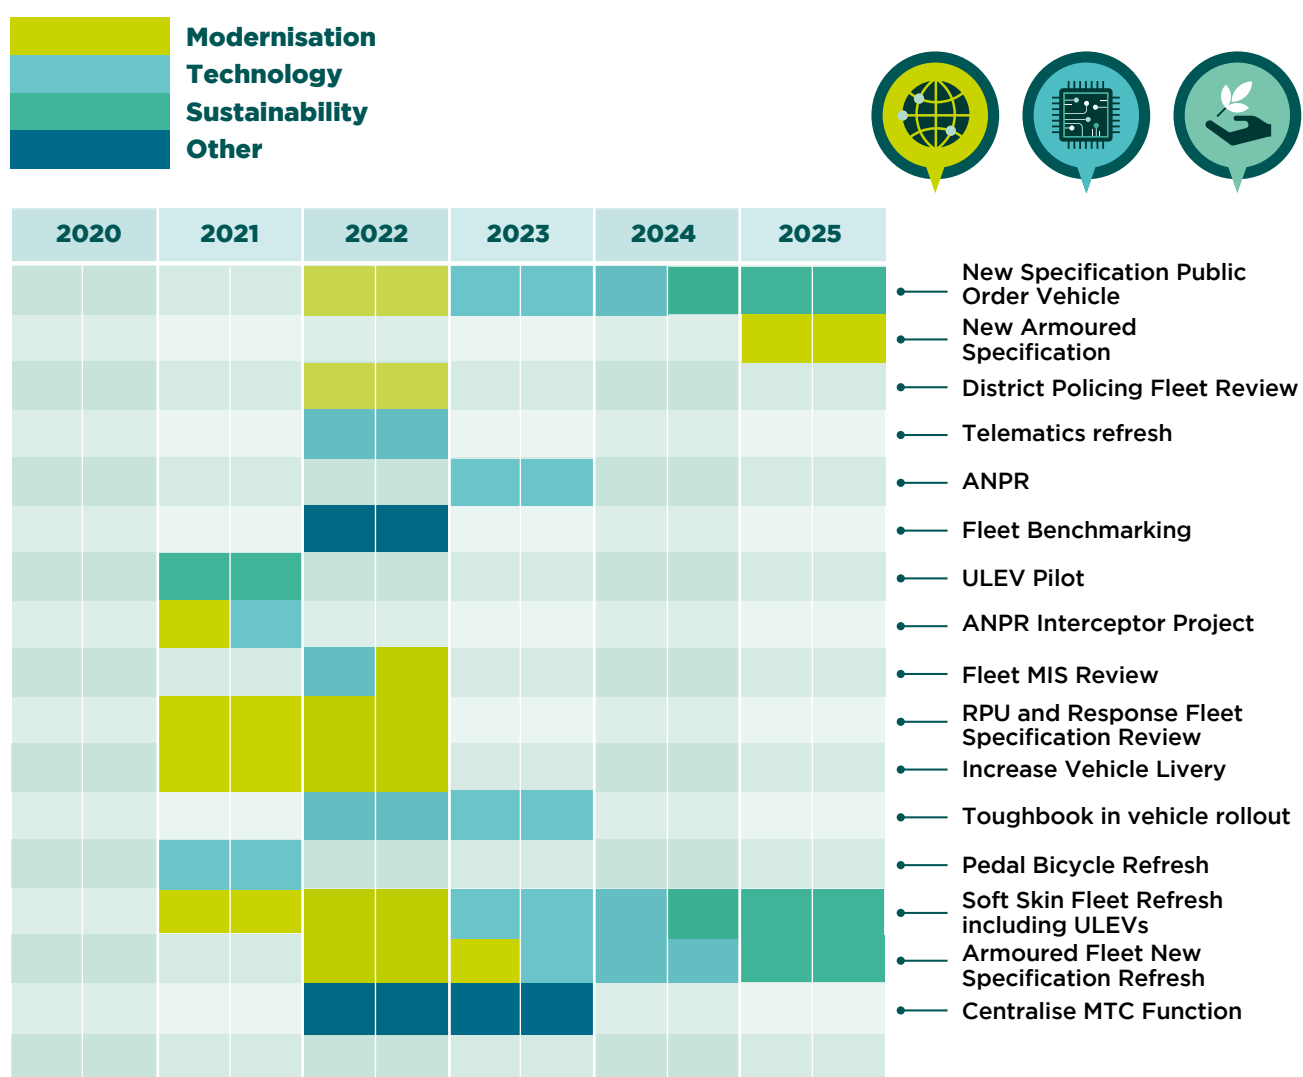 Modernisation
Technology
Sustainability
Other
2020 2021 2022 2023 2024 2025
New Specification Public
Order Vehicle
New Armoured
Specification
District Policing Fleet Review
Telematics refresh
ANPR
Fleet Benchmarking
ULEV Pilot
ANPR Interceptor Project
Fleet MIS Review
RPU and Response Fleet
Specification Review
Increase Vehicle Livery
Toughbook in vehicle rollout
Pedal Bicycle Refresh
Soft Skin Fleet Refresh
including ULEVs
Armoured Fleet New
Specification Refresh
Centralise MTC Function